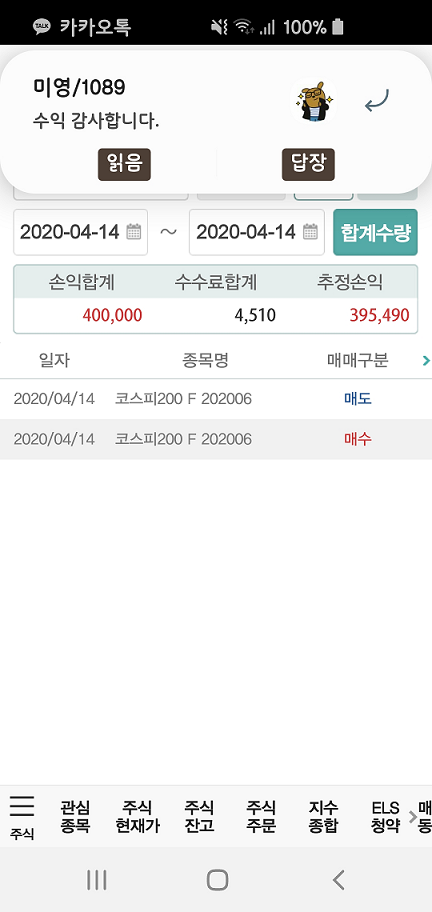 TALK 카카오톡 100%
미영/1089
수익 감사합니다.
읽음 답장
2020-04-14 ~ 2020-04-14 합계수량
손익합계 수수료합계 추정손익
400,000 4,510 395,490
일자 종목명 매매구분
2020/04/14 코스피200 F 202006 매도
2020/04/14 코스피200 F 202006 매수
주식
관심 종목
주식 현재가
주식 잔고
주식 주문
지수 종합
ELS 청약
매 동